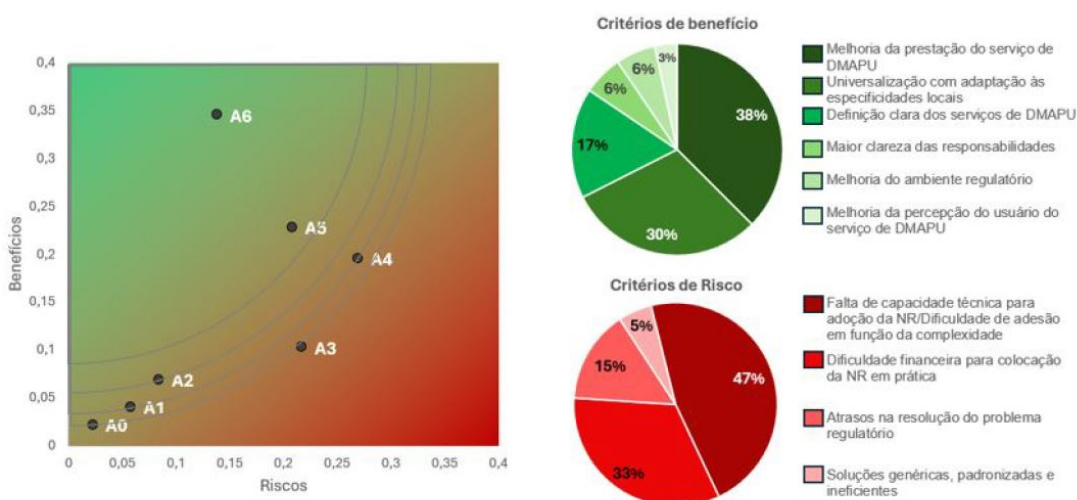 0,4
0,35
0,3
0,25
0,2
0,15
0,1
0,05
0
Benefícios
A6
A5
A4
A3
A2
A1
A0
0
0,05
0,1
0,15
0,2
0,25
0,3
0,35
0,4
Riscos
Critérios de benefício
3%
6%
6%
17%
30%
38%
Melhoria da prestação do serviço de
DMAPU
Universalização com adaptação às
especificidades locais
Definição clara dos serviços de DMAPU
Maior clareza das responsabilidades
Melhoria do ambiente regulatório
Melhoria da percepção do usuário do
serviço de DMAPU
Critérios de Risco
5%
15%
33%
47%
Falta de capacidade técnica para
adoção da NR/Dificuldade de adesão
em função da complexidade
Dificuldade financeira para colocação
da NR em prática
Atrasos na resolução do problema
regulatório
Soluções genéricas, padronizadas e
ineficientes